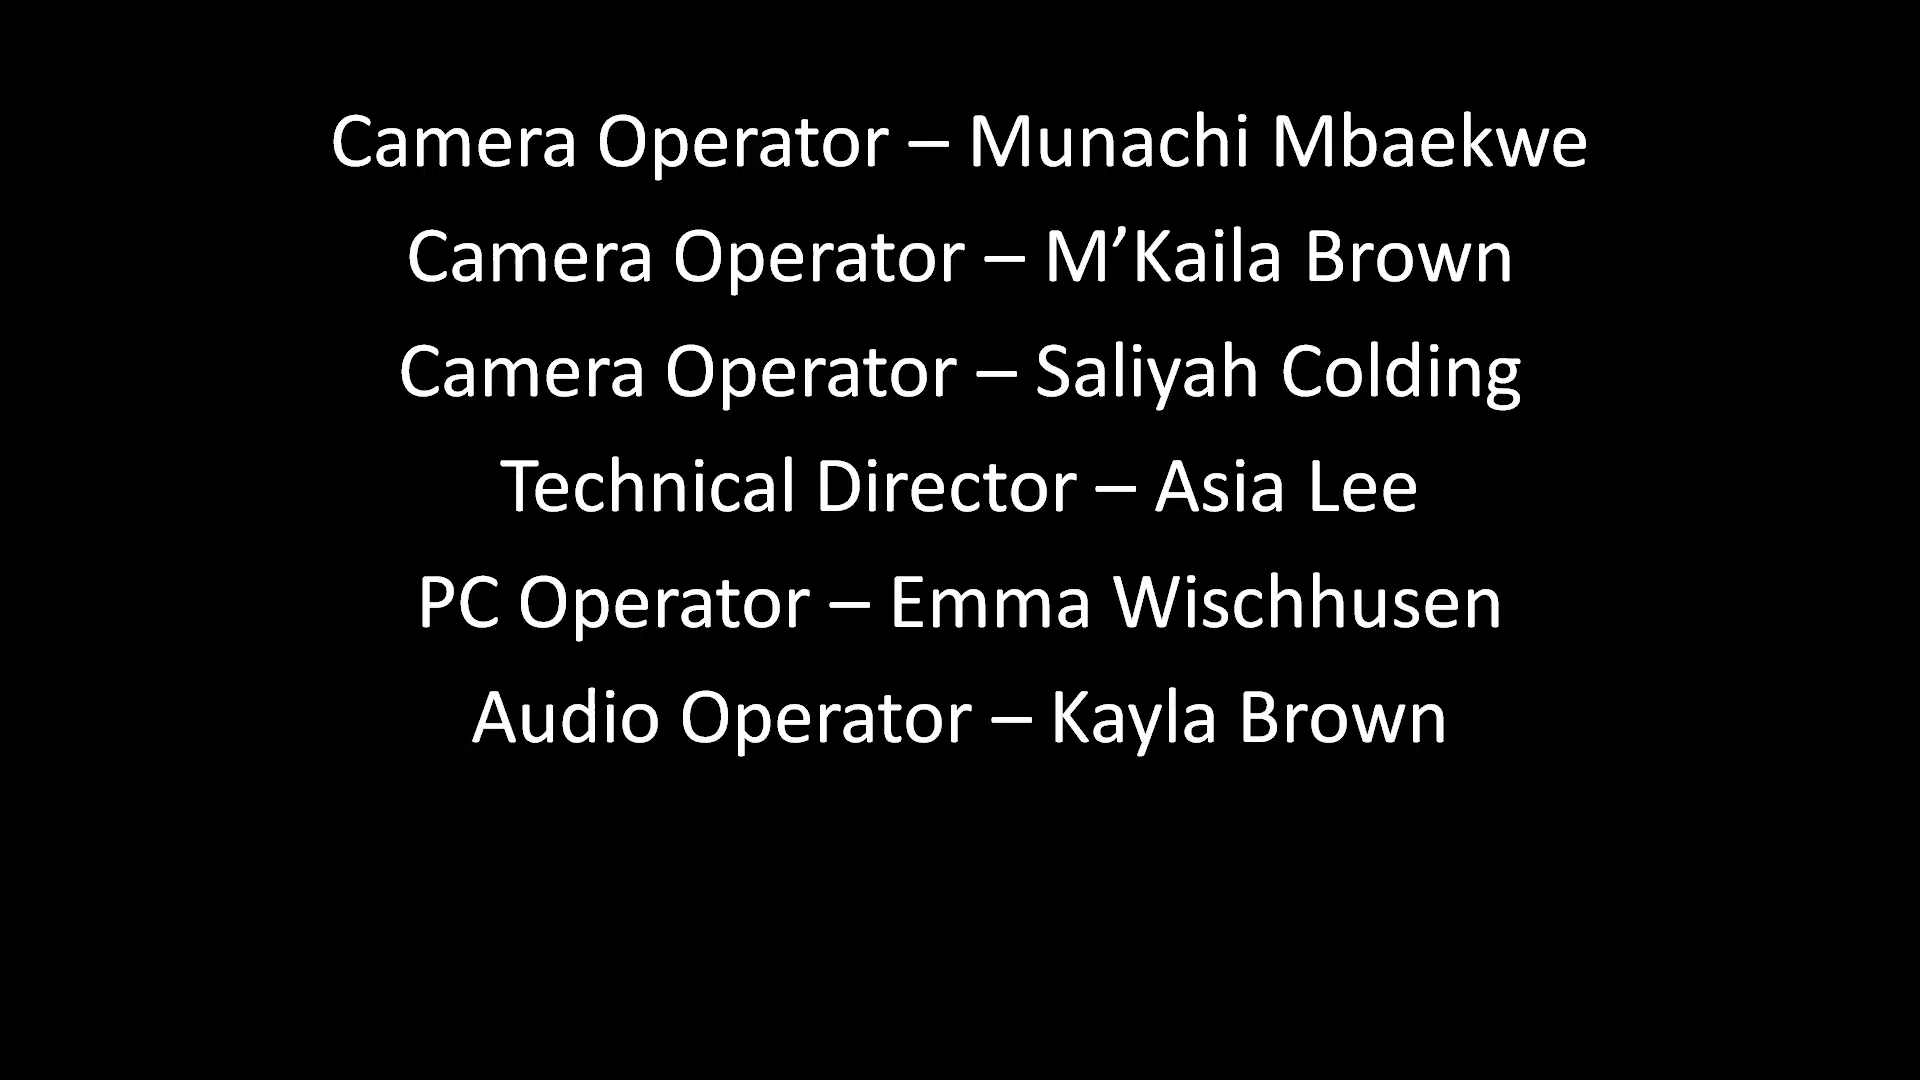 Camera Operator – Munachi Mbaekwe
Camera Operator – M’Kaila Brown
Camera Operator – Saliyah Colding
Technical Director – Asia Lee
PC Operator – Emma Wischhusen
Audio Operator – Kayla Brown